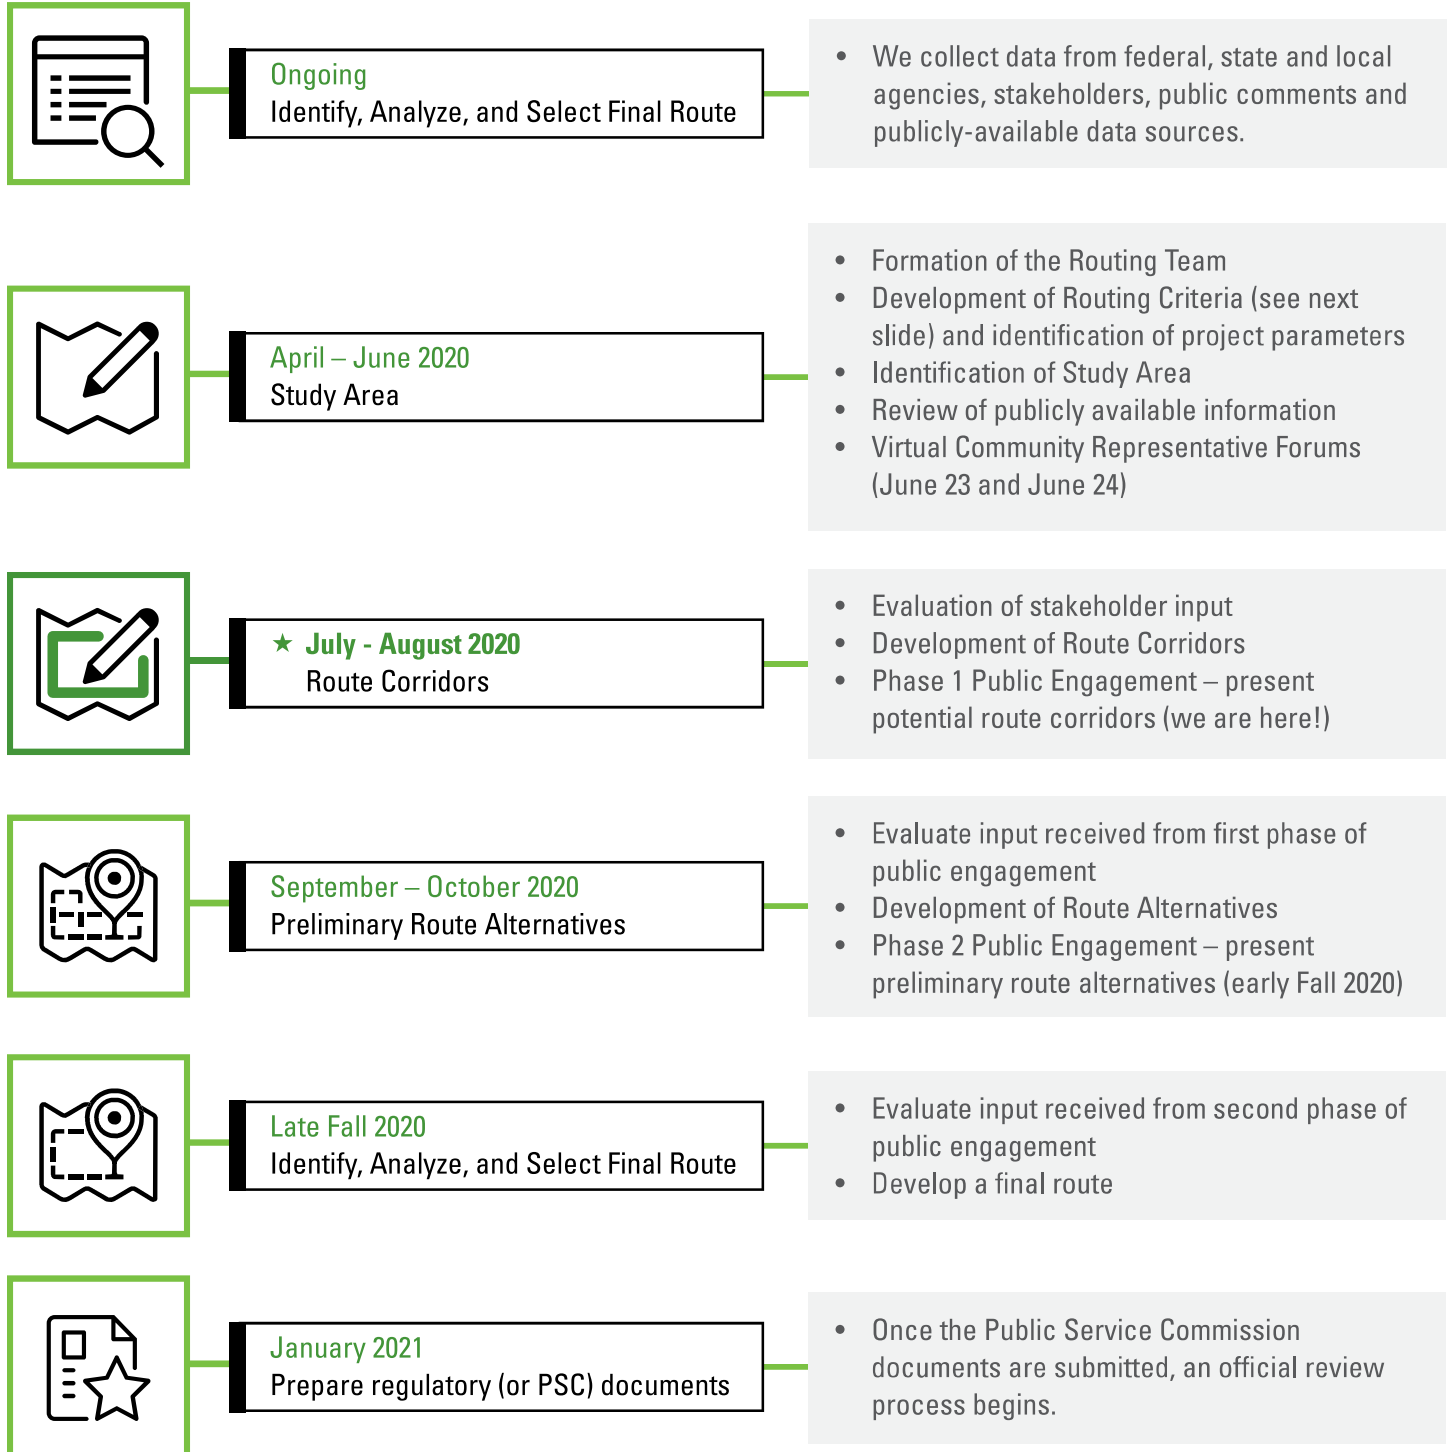 Ongoing
Identify, Analyze, and Select Final Route
• We collect data from federal, state and local
agencies, stakeholders, public comments and
publicly-available data sources.
April – June 2020
Study Area
• Formation of the Routing Team
• Development of Routing Criteria (see next
slide) and identification of project parameters
• Identification of Study Area
• Review of publicly available information
• Virtual Community Representative Forums
(June 23 and June 24)
★ July - August 2020
Route Corridors
• Evaluation of stakeholder input
• Development of Route Corridors
• Phase 1 Public Engagement – present
potential route corridors (we are here!)
September – October 2020
Preliminary Route Alternatives
• Evaluate input received from first phase of
public engagement
• Development of Route Alternatives
• Phase 2 Public Engagement – present
preliminary route alternatives (early Fall 2020)
Late Fall 2020
Identify, Analyze, and Select Final Route
• Evaluate input received from second phase of
public engagement
• Develop a final route
January 2021
Prepare regulatory (or PSC) documents
• Once the Public Service Commission
documents are submitted, an official review
process begins.